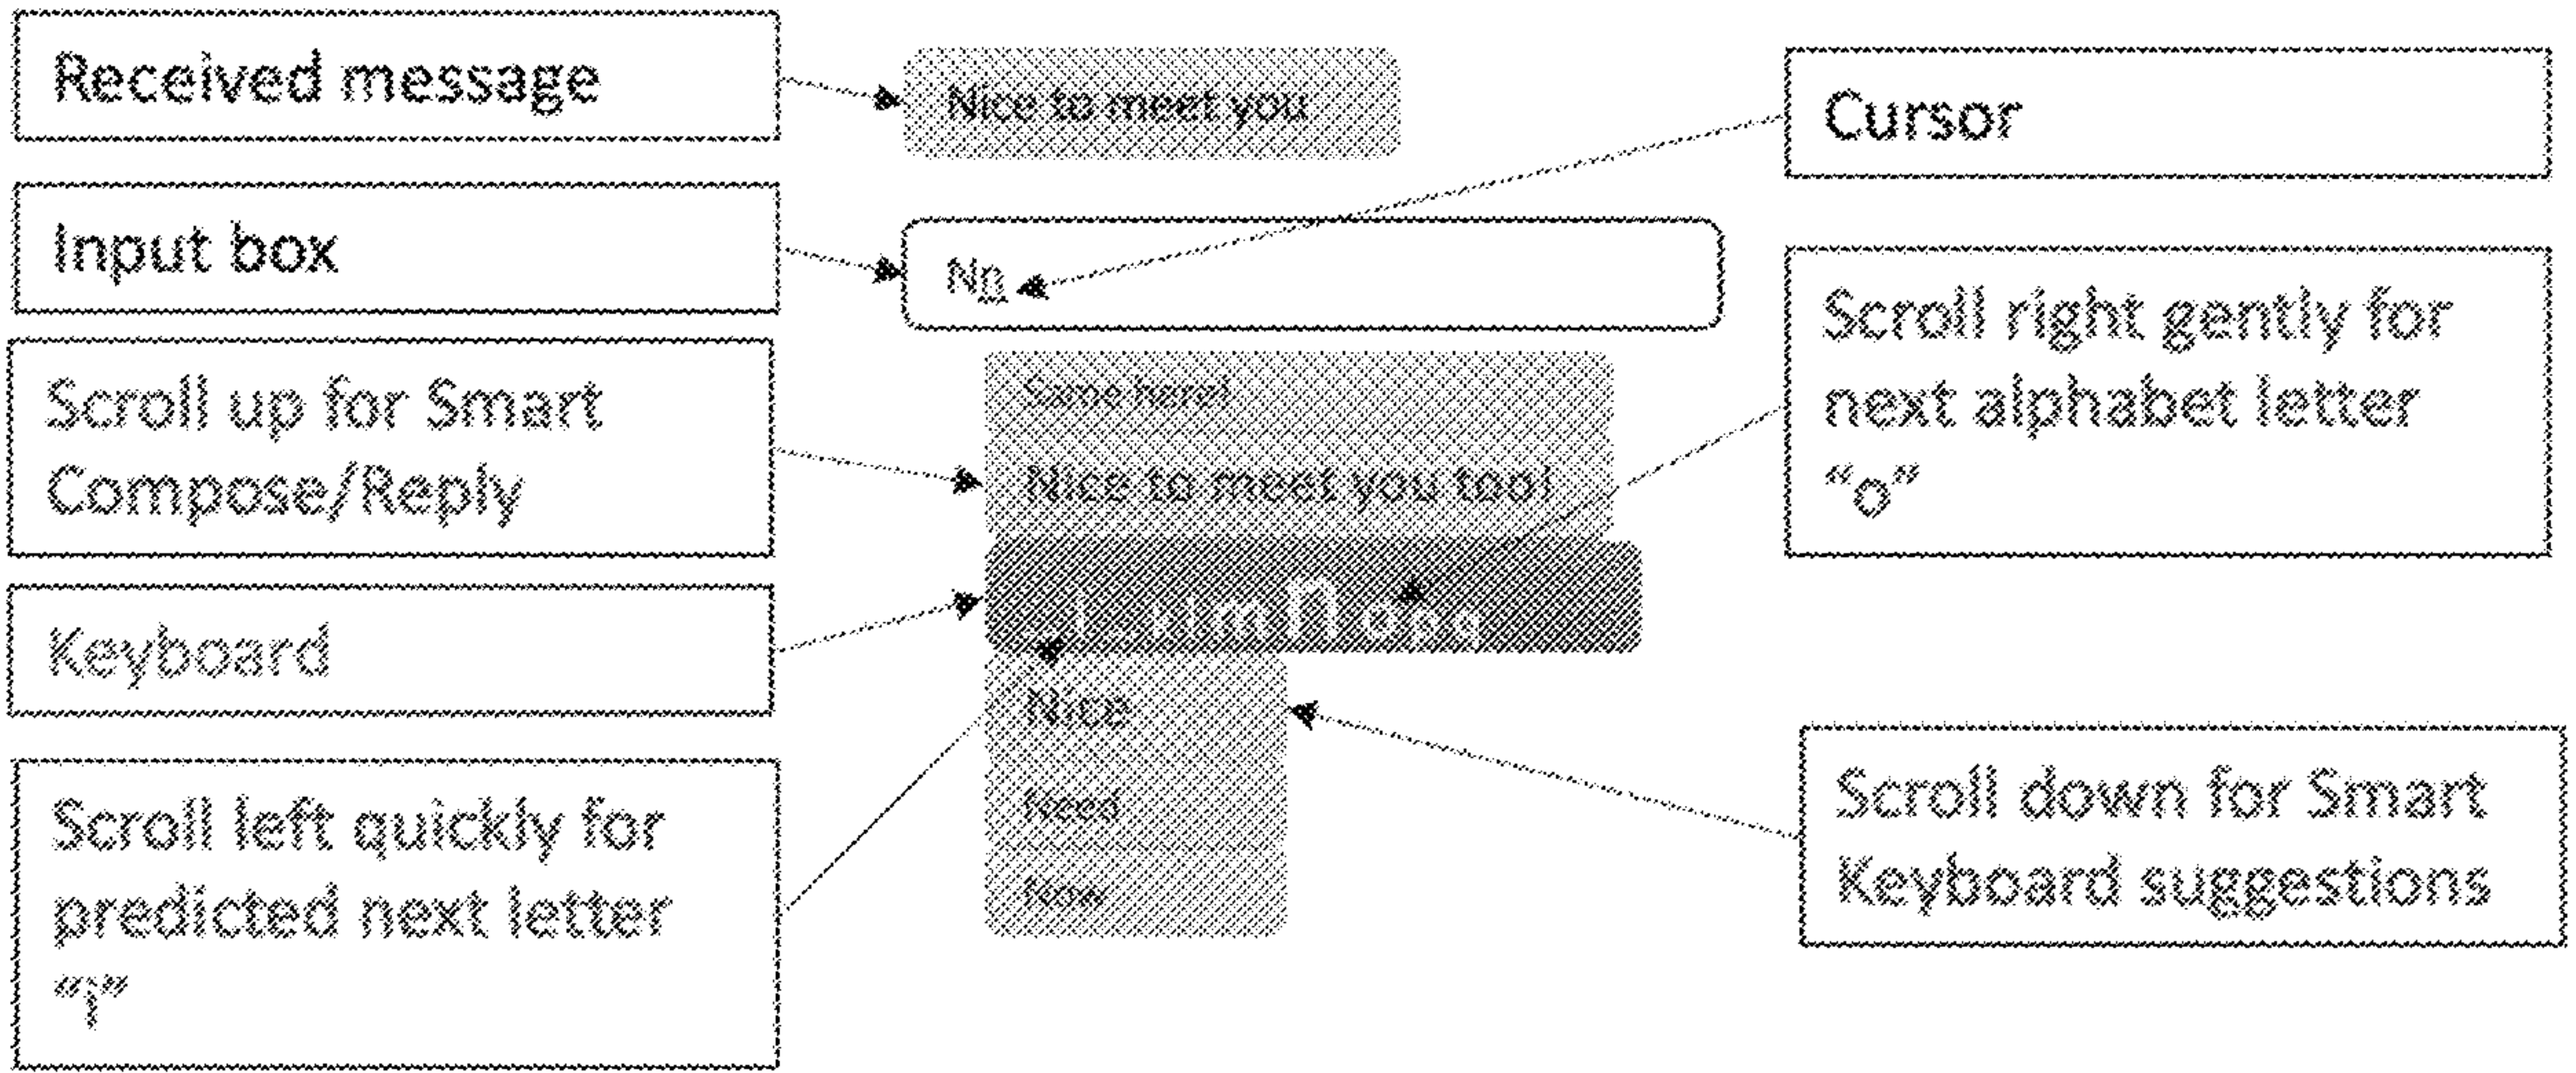 Received message
Nice to meet you
Cursor
Input box
Nn
Scroll right gently for
next alphabet letter
“o”
Scroll up for Smart
Compose/Reply
Same here!
Nice to meet you too!
Keyboard
l m n o p q
Nice
Need
Now
Scroll left quickly for
predicted next letter
“i”
Scroll down for Smart
Keyboard suggestions